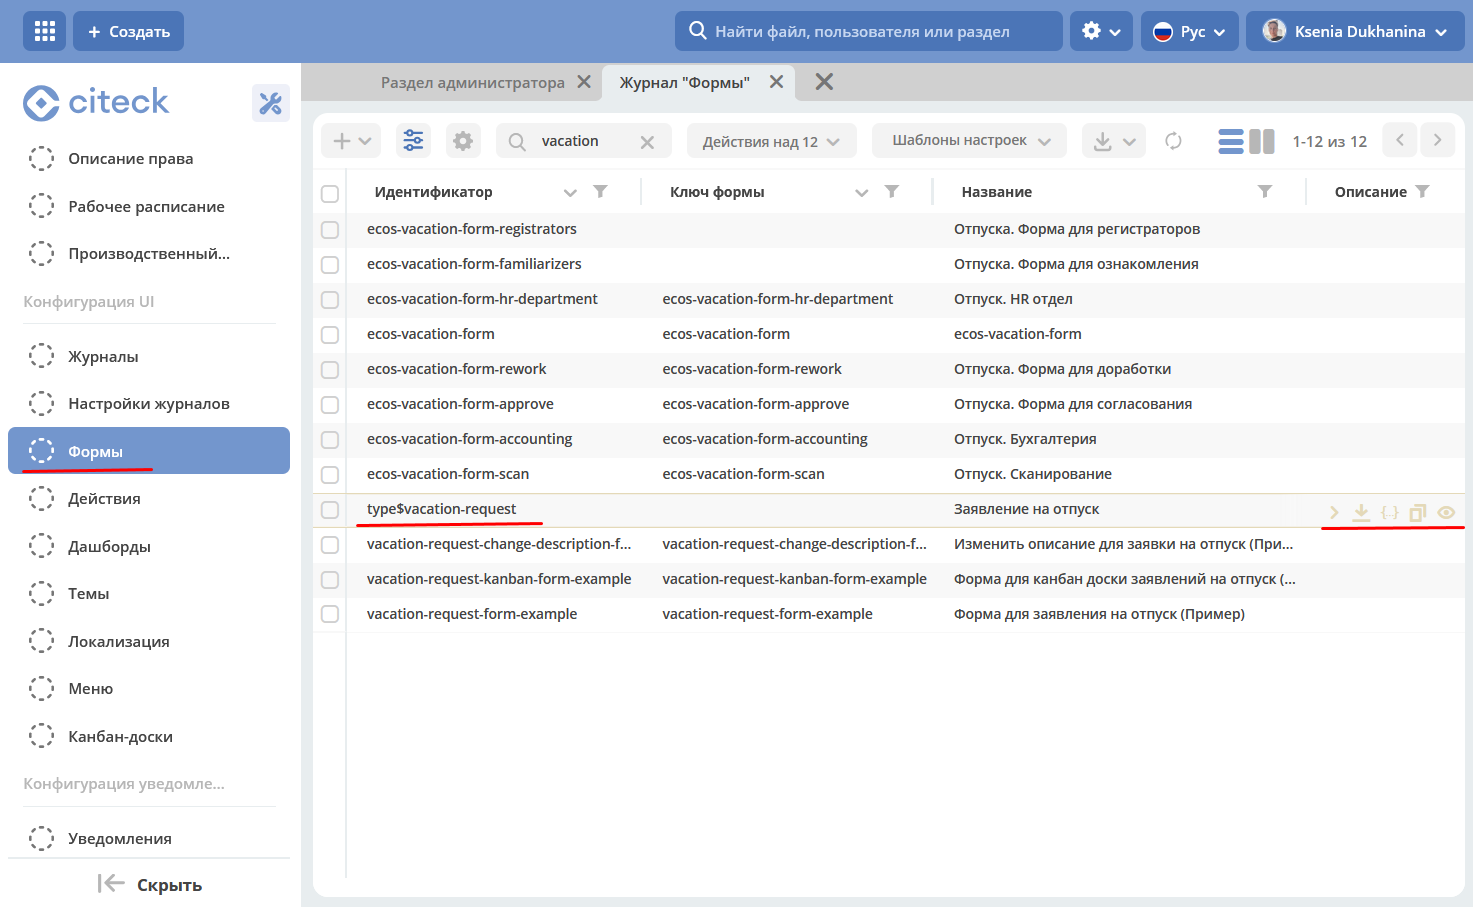 + Создать
Найти файл, пользователя или раздел
Рус
Ksenia Dukhanina
citeck
Описание права
Рабочее расписание
Производственный...
Конфигурация UI
Журналы
Настройки журналов
Формы
Действия
Дашборды
Темы
Локализация
Меню
Канбан-доски
Конфигурация уведомле...
Уведомления
Скрыть
Раздел администратора
Журнал "Формы"
vacation
Действия над 12
Шаблоны настроек
1-12 из 12
Идентификатор Ключ формы Название Описание
ecos-vacation-form-registrators Отпуска. Форма для регистраторов
ecos-vacation-form-familiarizers Отпуска. Форма для ознакомления
ecos-vacation-form-hr-department ecos-vacation-form-hr-department Отпуск. HR отдел
ecos-vacation-form ecos-vacation-form ecos-vacation-form
ecos-vacation-form-rework ecos-vacation-form-rework Отпуска. Форма для доработки
ecos-vacation-form-approve ecos-vacation-form-approve Отпуска. Форма для согласования
ecos-vacation-form-accounting ecos-vacation-form-accounting Отпуск. Бухгалтерия
ecos-vacation-form-scan ecos-vacation-form-scan Отпуск. Сканирование
type$vacation-request Заявление на отпуск
vacation-request-change-description-f... vacation-request-change-description-f... Изменить описание для заявки на отпуск (При...
vacation-request-kanban-form-example vacation-request-kanban-form-example Форма для канбан доски заявлений на отпуск (...
vacation-request-form-example vacation-request-form-example Форма для заявления на отпуск (Пример)